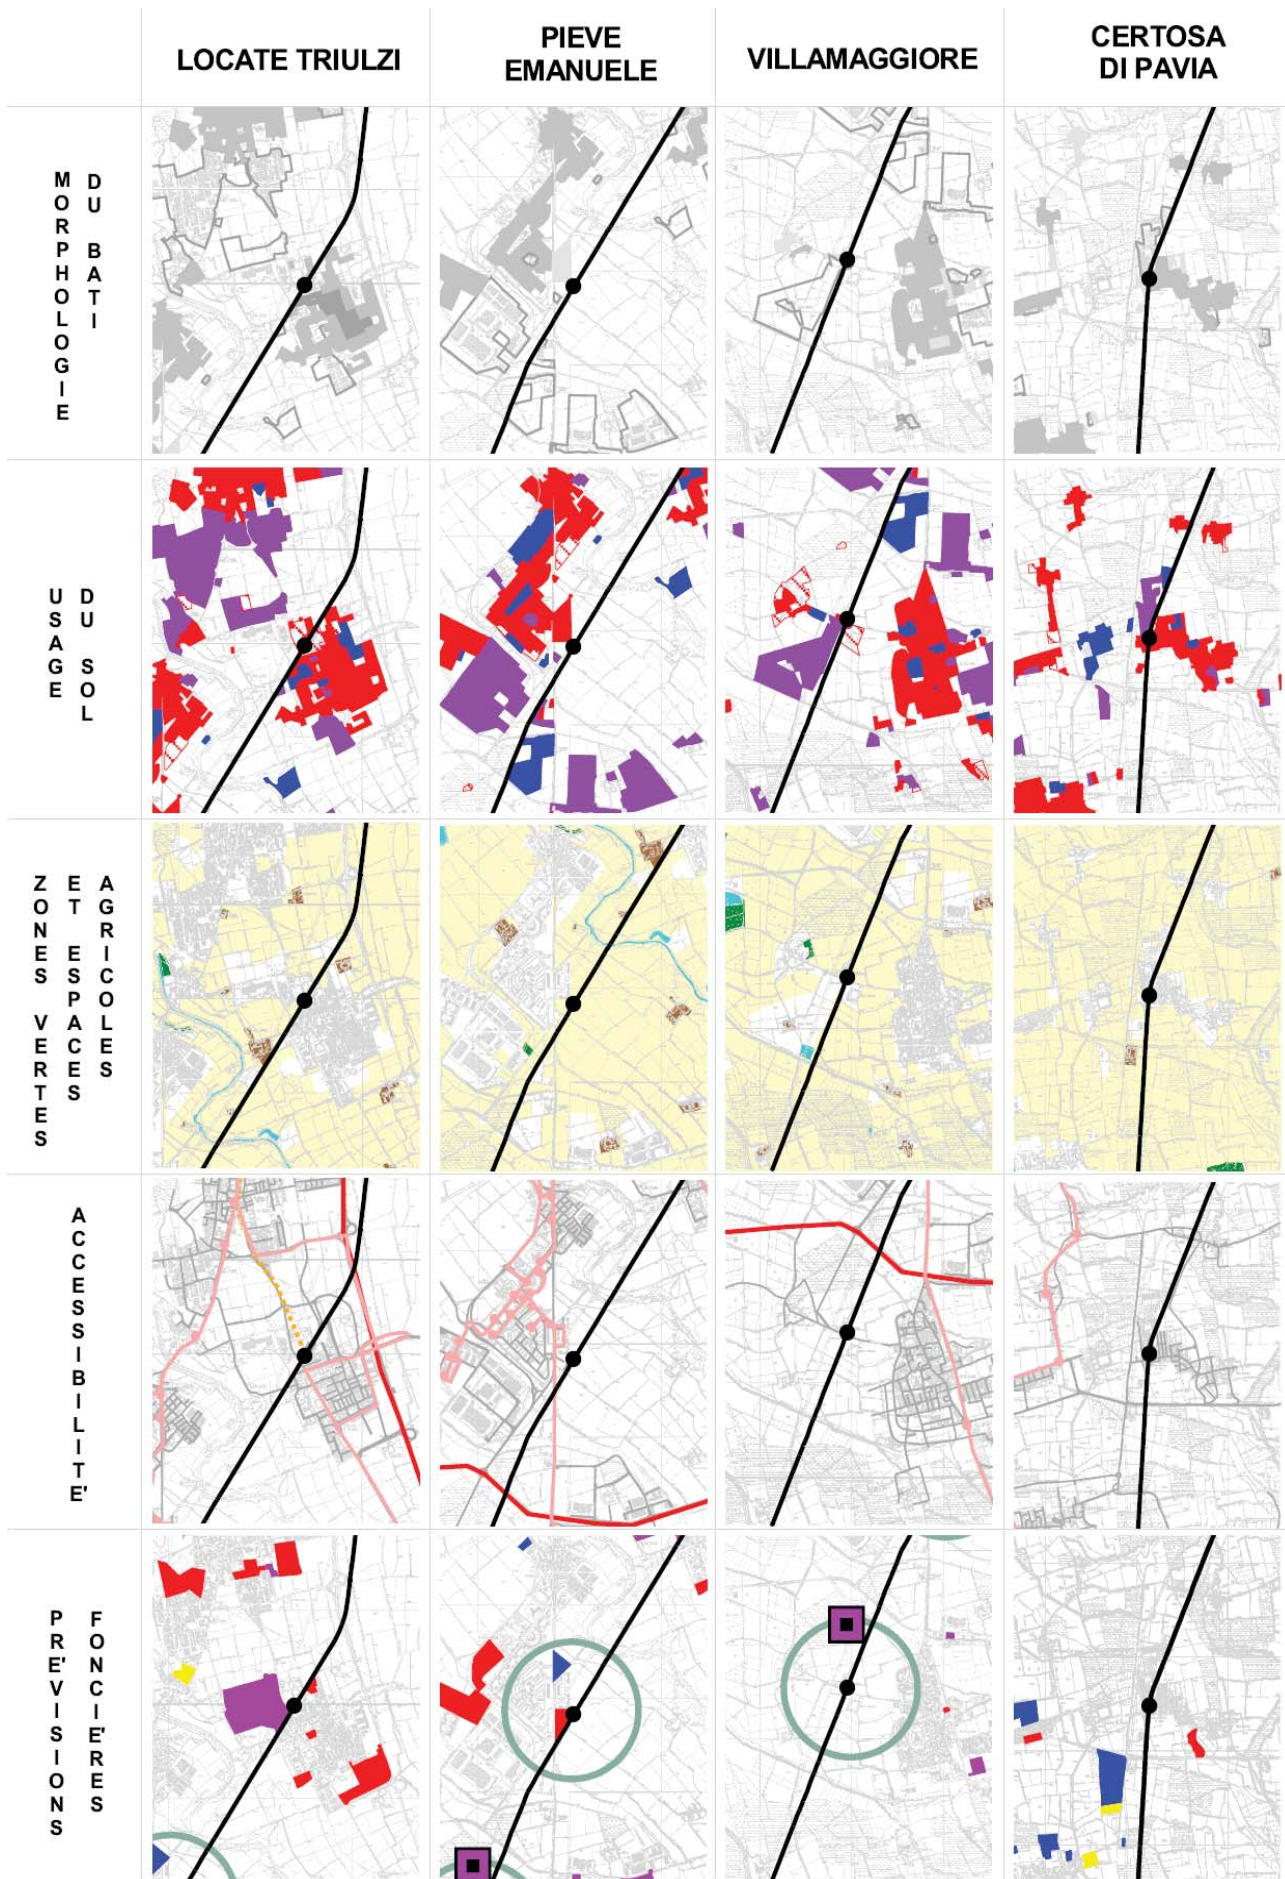 LOCATE TRIULZI
PIEVE
EMANUELE
VILLAMAGGIORE
CERTOSA
DI PAVIA
MORPHOLOGIE
DU BATI
USAGE
DU SOL
ZONES VERTES
ET ESPACES
AGRICOLES
ACCESSIBILITE'
PRE'VISIONS
FONCIE'RES